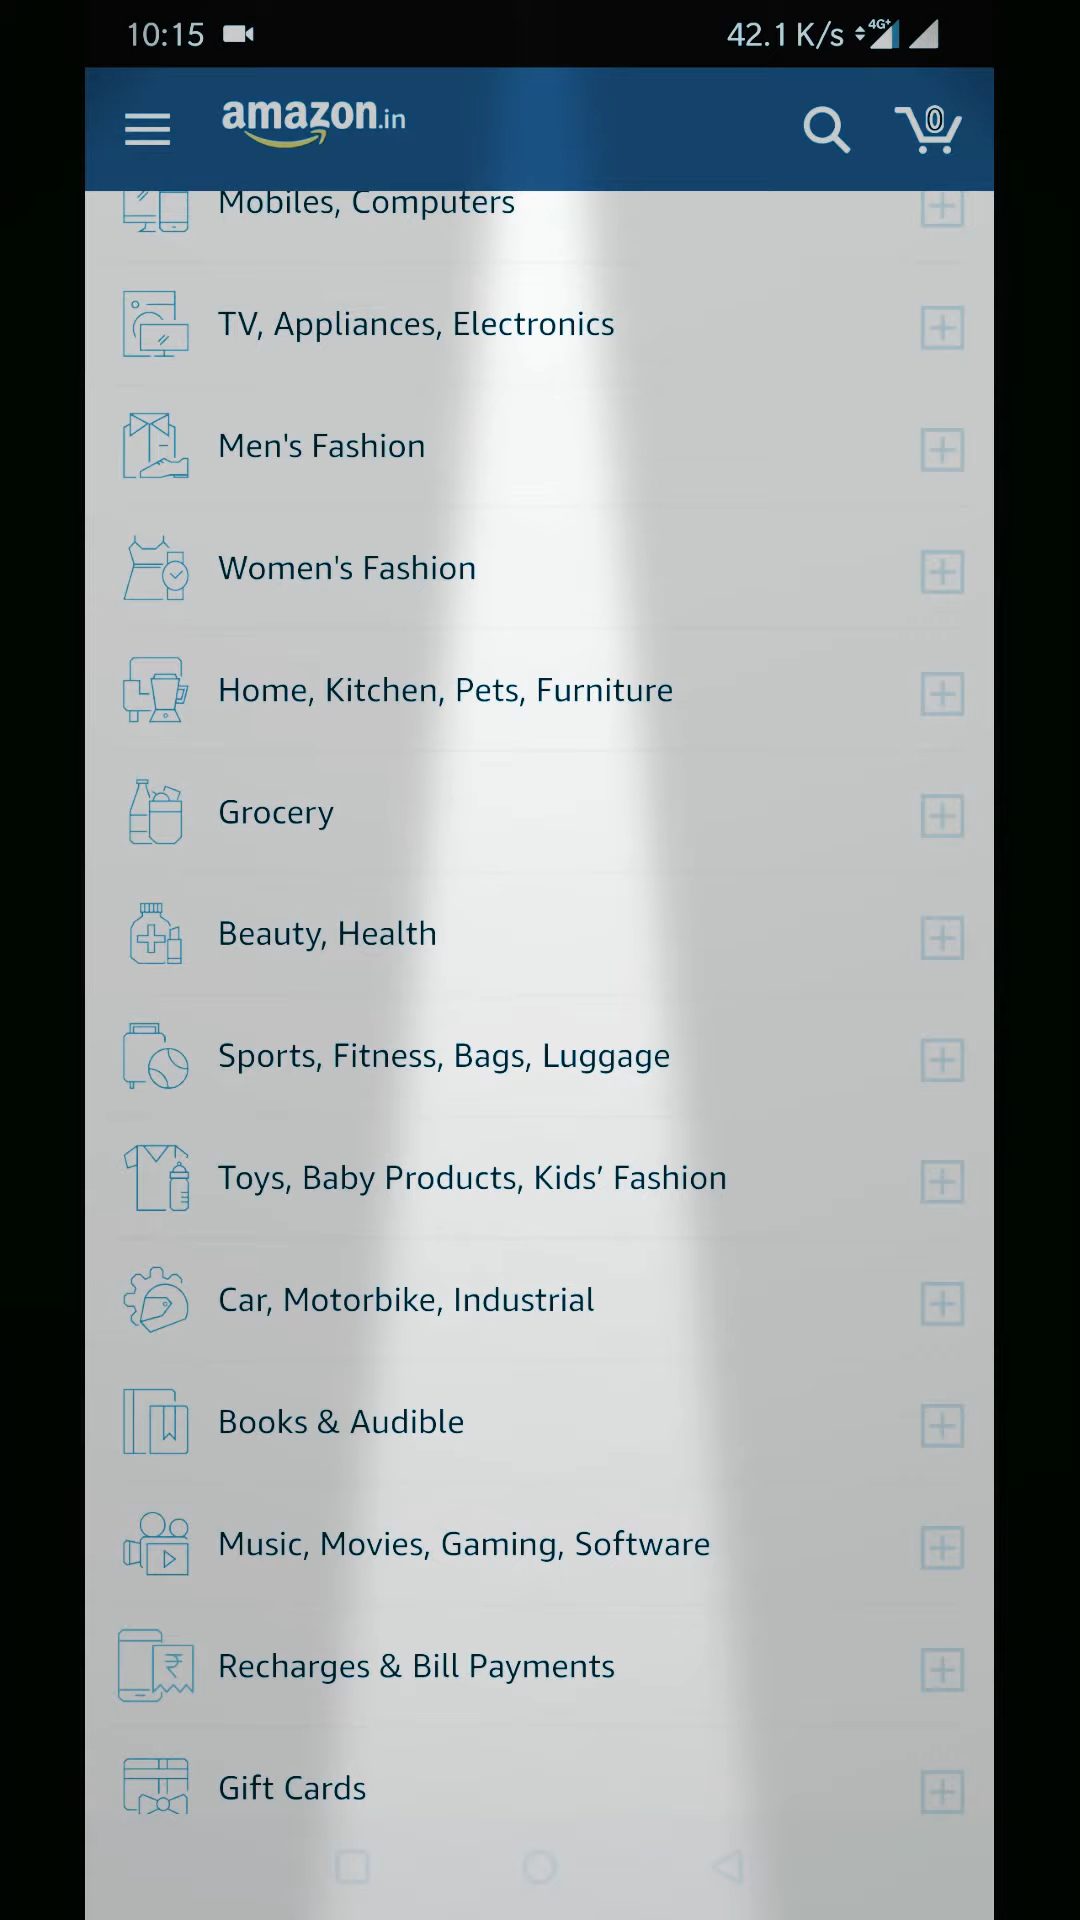 10:15 42.1 K/s 4G+
amazon.in 0
Mobiles, Computers
TV, Appliances, Electronics
Men's Fashion
Women's Fashion
Home, Kitchen, Pets, Furniture
Grocery
Beauty, Health
Sports, Fitness, Bags, Luggage
Toys, Baby Products, Kids’ Fashion
Car, Motorbike, Industrial
Books & Audible
Music, Movies, Gaming, Software
₹
Recharges & Bill Payments
Gift Cards